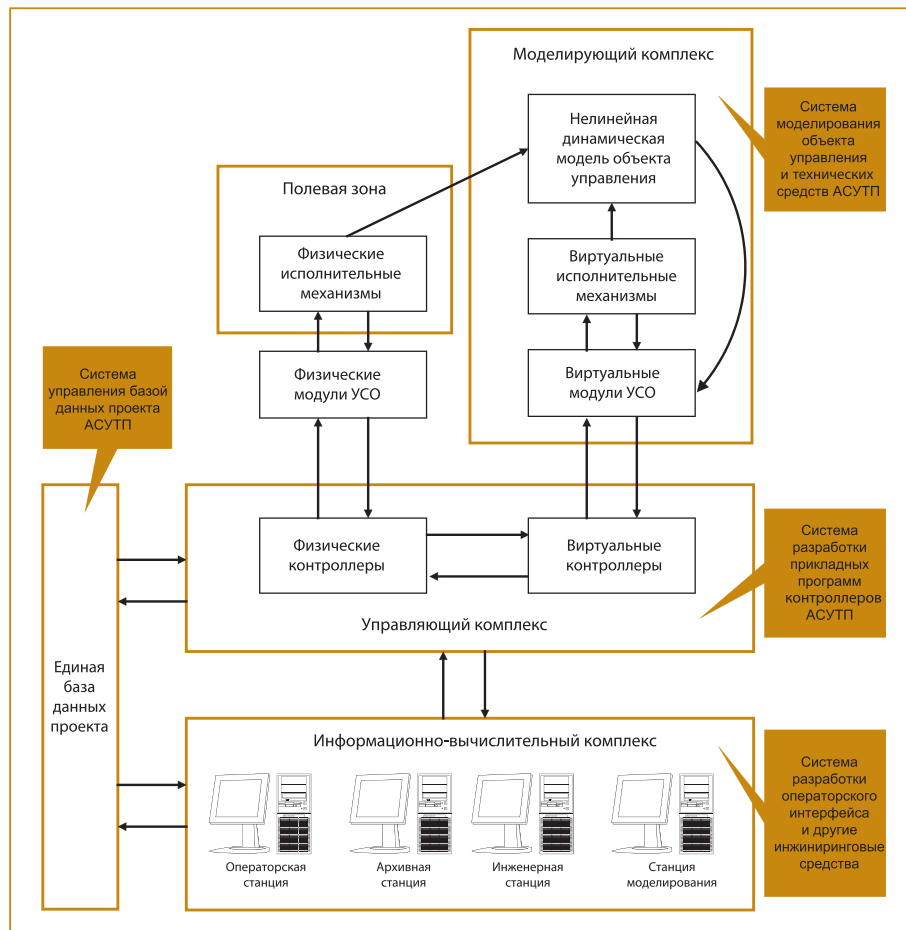 Моделирующий комплекс
Нелинейная
динамическая
модель объекта
управления
Система
моделирования
объекта
управления
и технических
средств АСУТП
Полевая зона
Физические
исполнительные
механизмы
Виртуальные
исполнительные
механизмы
Физические
модули УСО
Виртуальные
модули УСО
Система
управления базой
данных проекта
АСУТП
Физические
контроллеры
Виртуальные
контроллеры
Управляющий комплекс
Система
разработки
прикладных
программ
контроллеров
АСУТП
Единая
база
данных
проекта
Информационно-вычислительный комплекс
Операторская
станция
Архивная
станция
Инженерная
станция
Станция
моделирования
Система
разработки
операторского
интерфейса
и другие
инжиниринговые
средства